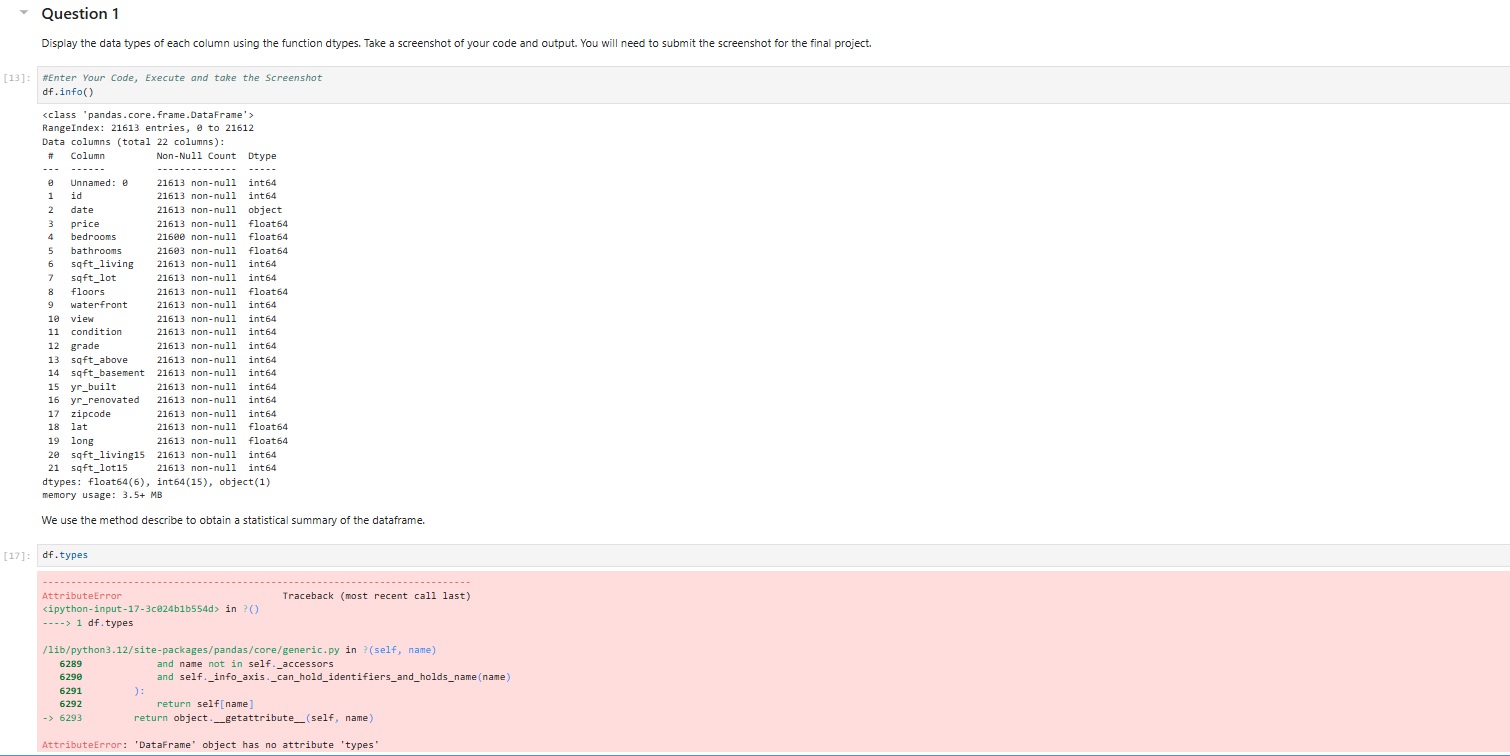 Question 1
Display the data types of each column using the function dtypes. Take a screenshot of your code and output. You will need to submit the screenshot for the final project.
[13]: #Enter Your Code, Execute and take the Screenshot
df.info()
<class 'pandas.core.frame.DataFrame'>
RangeIndex: 21613 entries, 0 to 21612
Data columns (total 22 columns):
 #   Column         Non-Null Count  Dtype
---  ------         --------------  -----
 0   Unnamed: 0     21613 non-null  int64
 1   id             21613 non-null  int64
 2   date           21613 non-null  object
 3   price          21613 non-null  float64
 4   bedrooms       21600 non-null  float64
 5   bathrooms      21603 non-null  float64
 6   sqft_living    21613 non-null  int64
 7   sqft_lot       21613 non-null  int64
 8   floors         21613 non-null  float64
 9   waterfront     21613 non-null  int64
 10  view           21613 non-null  int64
 11  condition      21613 non-null  int64
 12  grade          21613 non-null  int64
 13  sqft_above     21613 non-null  int64
 14  sqft_basement  21613 non-null  int64
 15  yr_built       21613 non-null  int64
 16  yr_renovated   21613 non-null  int64
 17  zipcode        21613 non-null  int64
 18  lat            21613 non-null  float64
 19  long           21613 non-null  float64
 20  sqft_living15  21613 non-null  int64
 21  sqft_lot15     21613 non-null  int64
dtypes: float64(6), int64(15), object(1)
memory usage: 3.5+ MB
We use the method describe to obtain a statistical summary of the dataframe.
[17]: df.types
---------------------------------------------------------------------------
AttributeError                            Traceback (most recent call last)
<ipython-input-17-3c024b1b554d> in ?()
----> 1 df.types

/lib/python3.12/site-packages/pandas/core/generic.py in ?(self, name)
   6289             and name not in self._accessors
   6290             and self._info_axis._can_hold_identifiers_and_holds_name(name)
   6291         ):
   6292             return self[name]
-> 6293         return object.__getattribute__(self, name)

AttributeError: 'DataFrame' object has no attribute 'types'